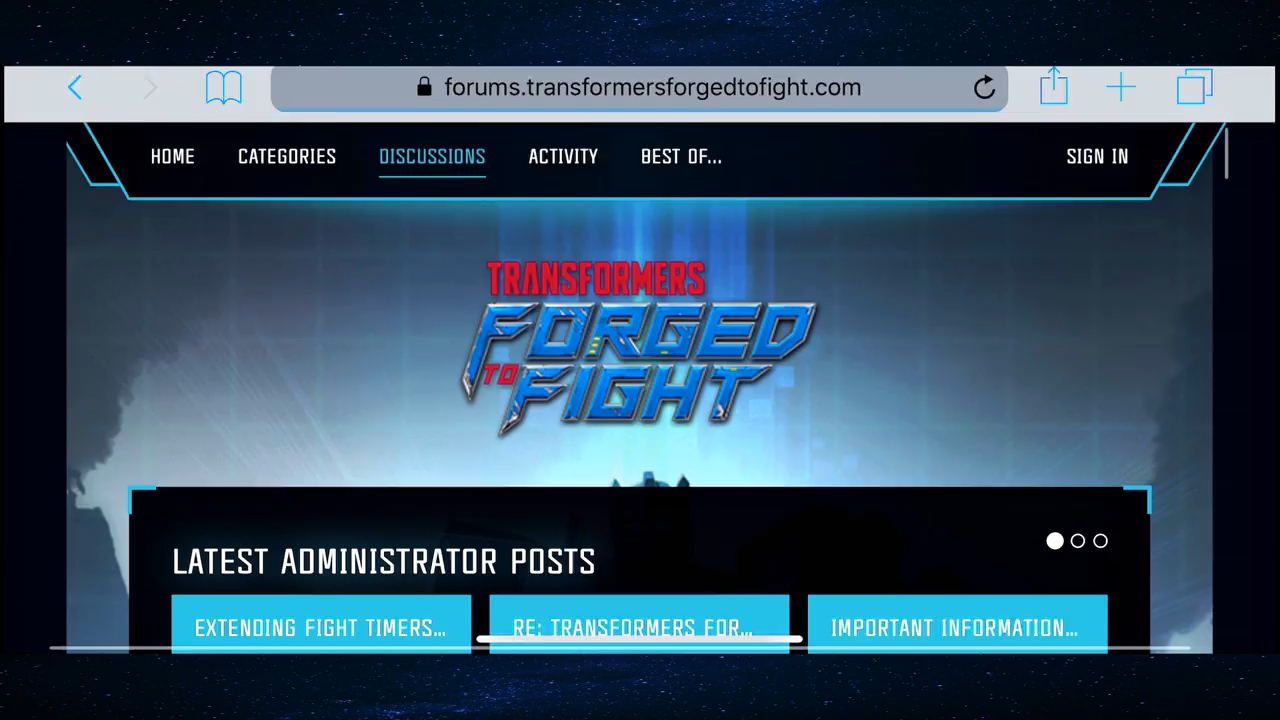 forums.transformersforgedtofight.com
HOME CATEGORIES DISCUSSIONS ACTIVITY BEST OF... SIGN IN
TRANSFORMERS
FORGED
TO FIGHT
LATEST ADMINISTRATOR POSTS
EXTENDING FIGHT TIMERS... RE: TRANSFORMERS FOR... IMPORTANT INFORMATION...